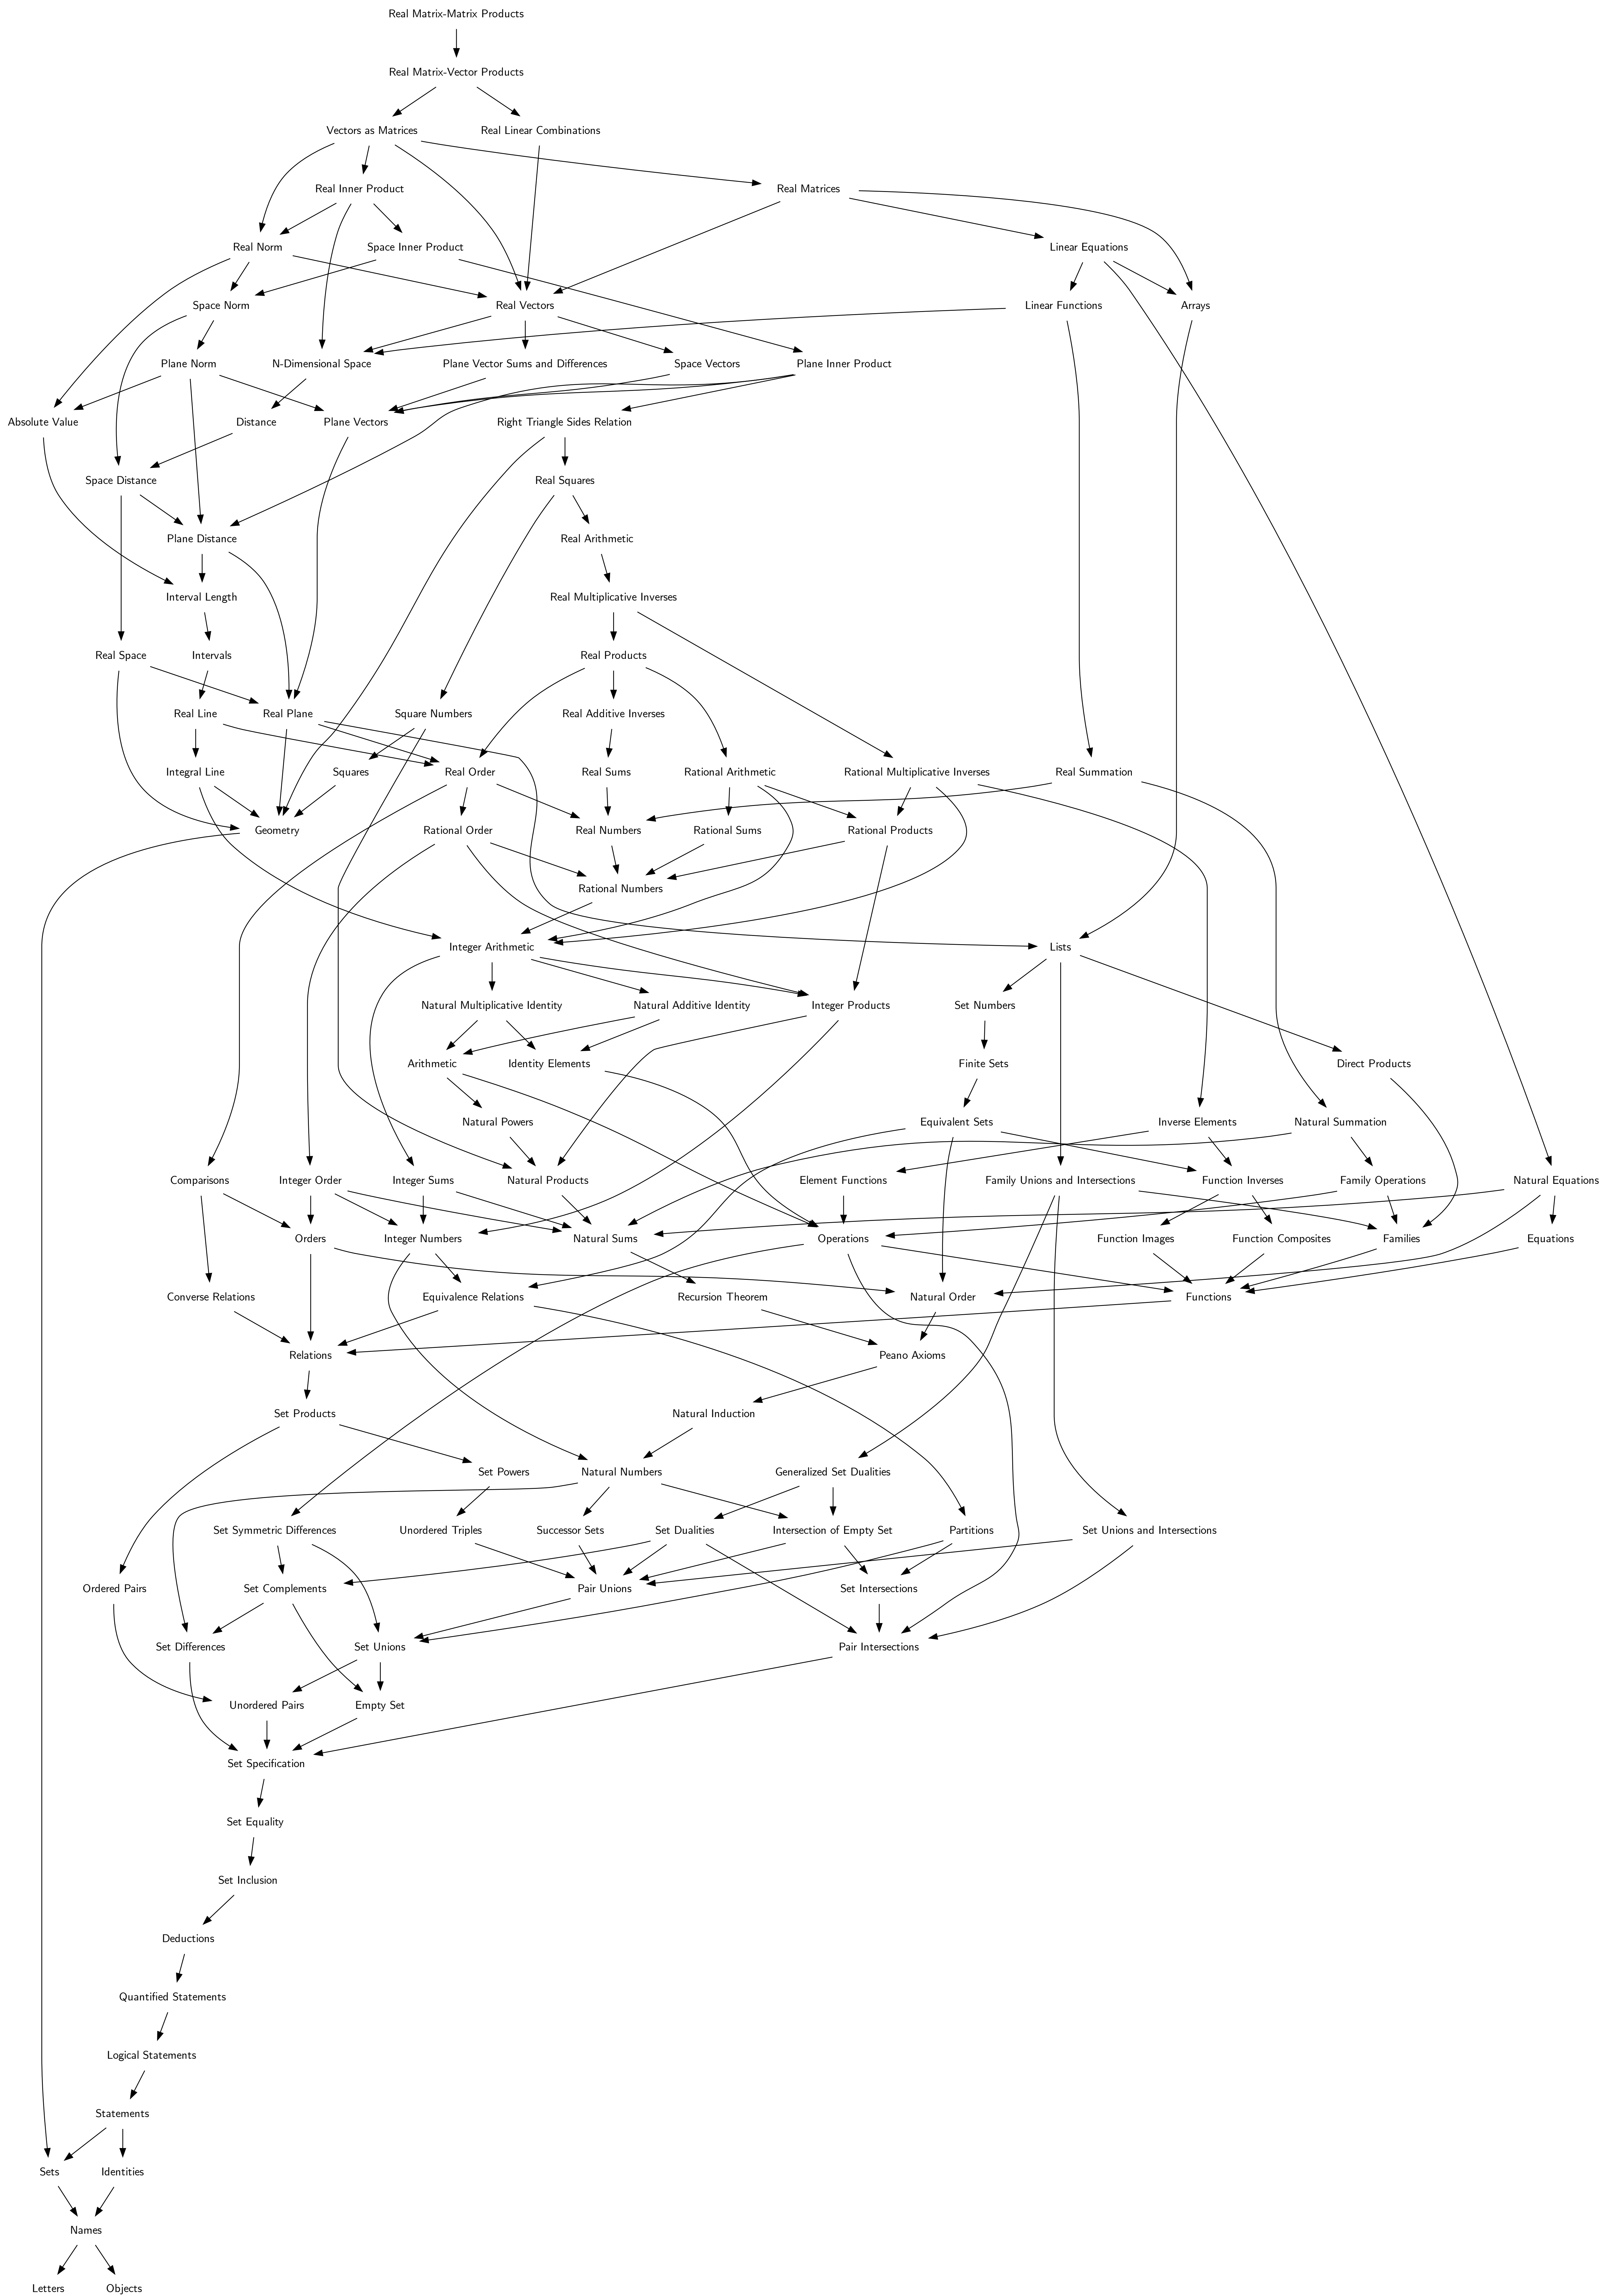 Real Matrix-Matrix Products
Real Matrix-Vector Products
Vectors as Matrices
Real Linear Combinations
Real Inner Product
Real Matrices
Real Norm
Space Inner Product
Linear Equations
Space Norm
Real Vectors
Linear Functions
Arrays
Plane Norm
N-Dimensional Space
Plane Vector Sums and Differences
Space Vectors
Plane Inner Product
Absolute Value
Distance
Plane Vectors
Right Triangle Sides Relation
Space Distance
Real Squares
Plane Distance
Real Arithmetic
Interval Length
Real Multiplicative Inverses
Real Space
Intervals
Real Products
Real Line
Real Plane
Square Numbers
Real Additive Inverses
Integral Line
Squares
Real Order
Real Sums
Rational Arithmetic
Rational Multiplicative Inverses
Real Summation
Geometry
Rational Order
Real Numbers
Rational Sums
Rational Products
Rational Numbers
Integer Arithmetic
Lists
Natural Multiplicative Identity
Natural Additive Identity
Integer Products
Set Numbers
Arithmetic
Identity Elements
Finite Sets
Direct Products
Natural Powers
Equivalent Sets
Inverse Elements
Natural Summation
Comparisons
Integer Order
Integer Sums
Natural Products
Element Functions
Family Unions and Intersections
Function Inverses
Family Operations
Natural Equations
Orders
Integer Numbers
Natural Sums
Operations
Function Images
Function Composites
Families
Equations
Converse Relations
Equivalence Relations
Recursion Theorem
Natural Order
Functions
Relations
Peano Axioms
Set Products
Natural Induction
Set Powers
Natural Numbers
Generalized Set Dualities
Set Symmetric Differences
Unordered Triples
Successor Sets
Set Dualities
Intersection of Empty Set
Partitions
Set Unions and Intersections
Ordered Pairs
Set Complements
Pair Unions
Set Intersections
Set Differences
Set Unions
Pair Intersections
Unordered Pairs
Empty Set
Set Specification
Set Equality
Set Inclusion
Deductions
Quantified Statements
Logical Statements
Statements
Sets
Identities
Names
Letters
Objects